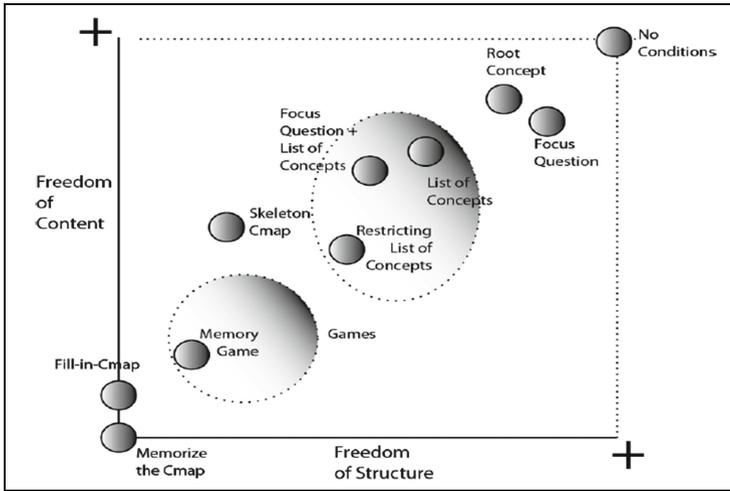 +
No
Conditions
Root
Concept
Focus
Question +
List of
Concepts
Focus
Question
Freedom
of
Content
List of
Concepts
Skeleton
Cmap
Restricting
List of
Concepts
Memory
Game
Games
Fill-in-Cmap
Memorize
the Cmap
Freedom
of Structure
+